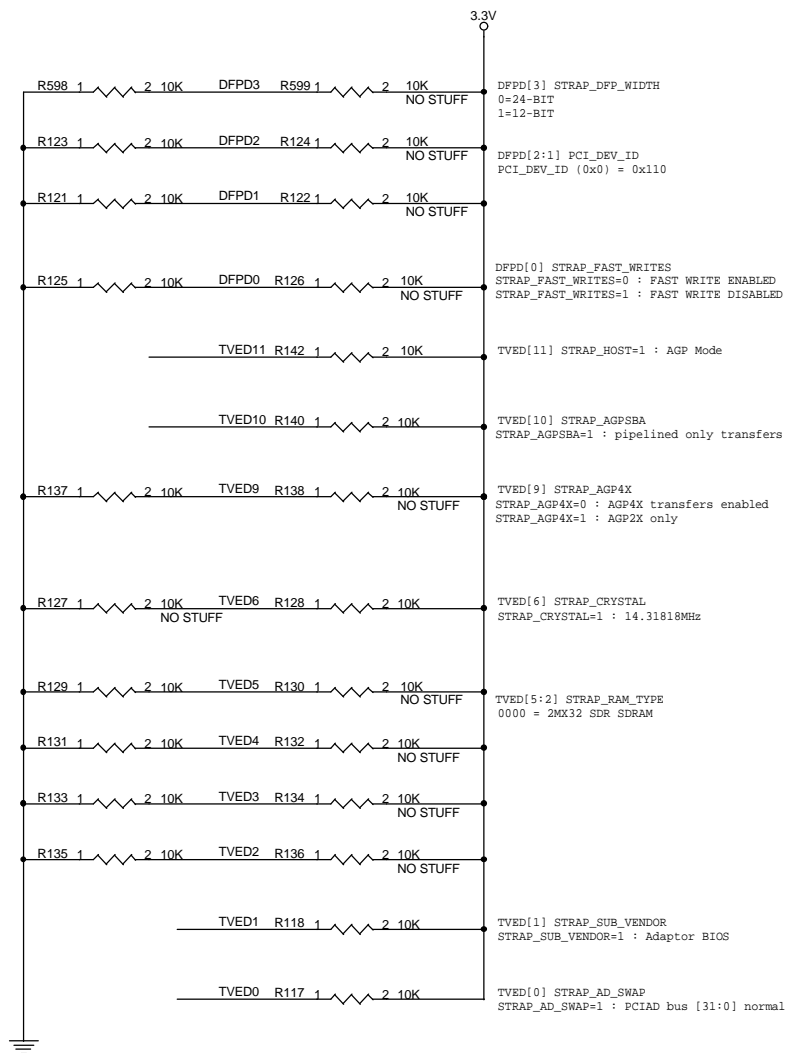 3.3V
R598 1 2 10K DFPD3 R599 1 2 10K DFPD[3] STRAP_DFP_WIDTH
NO STUFF 0=24-BIT
1=12-BIT
R123 1 2 10K DFPD2 R124 1 2 10K
NO STUFF DFPD[2:1] PCI_DEV_ID
PCI_DEV_ID (0x0) = 0x110
R121 1 2 10K DFPD1 R122 1 2 10K
NO STUFF
DFPD[0] STRAP_FAST_WRITES
R125 1 2 10K DFPD0 R126 1 2 10K STRAP_FAST_WRITES=0 : FAST WRITE ENABLED
NO STUFF STRAP_FAST_WRITES=1 : FAST WRITE DISABLED
TVED11 R142 1 2 10K TVED[11] STRAP_HOST=1 : AGP Mode
TVED10 R140 1 2 10K TVED[10] STRAP_AGPSBA
STRAP_AGPSBA=1 : pipelined only transfers
R137 1 2 10K TVED9 R138 1 2 10K TVED[9] STRAP_AGP4X
NO STUFF STRAP_AGP4X=0 : AGP4X transfers enabled
STRAP_AGP4X=1 : AGP2X only
R127 1 2 10K TVED6 R128 1 2 10K TVED[6] STRAP_CRYSTAL
NO STUFF STRAP_CRYSTAL=1 : 14.31818MHz
R129 1 2 10K TVED5 R130 1 2 10K
NO STUFF TVED[5:2] STRAP_RAM_TYPE
0000 = 2MX32 SDR SDRAM
R131 1 2 10K TVED4 R132 1 2 10K
NO STUFF
R133 1 2 10K TVED3 R134 1 2 10K
NO STUFF
R135 1 2 10K TVED2 R136 1 2 10K
NO STUFF
TVED1 R118 1 2 10K TVED[1] STRAP_SUB_VENDOR
STRAP_SUB_VENDOR=1 : Adaptor BIOS
TVED0 R117 1 2 10K TVED[0] STRAP_AD_SWAP
STRAP_AD_SWAP=1 : PCIAD bus [31:0] normal